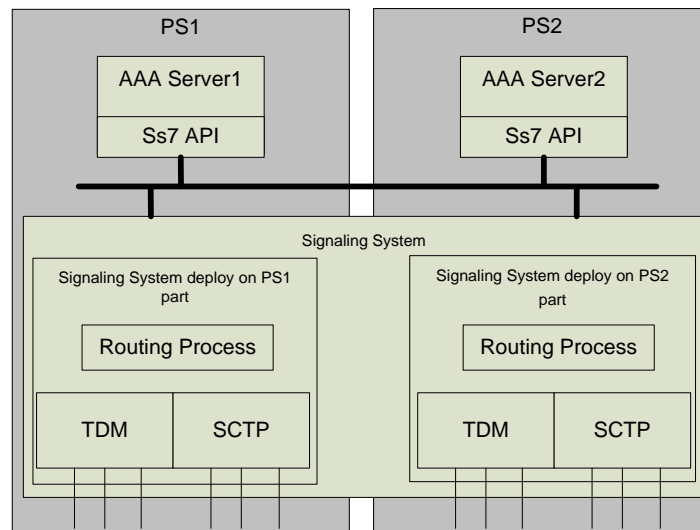 PS1
PS2
AAA Server1
AAA Server2
Ss7 API
Ss7 API
Signaling System
Signaling System deploy on PS1
part
Signaling System deploy on PS2
part
Routing Process
Routing Process
TDM
SCTP
TDM
SCTP